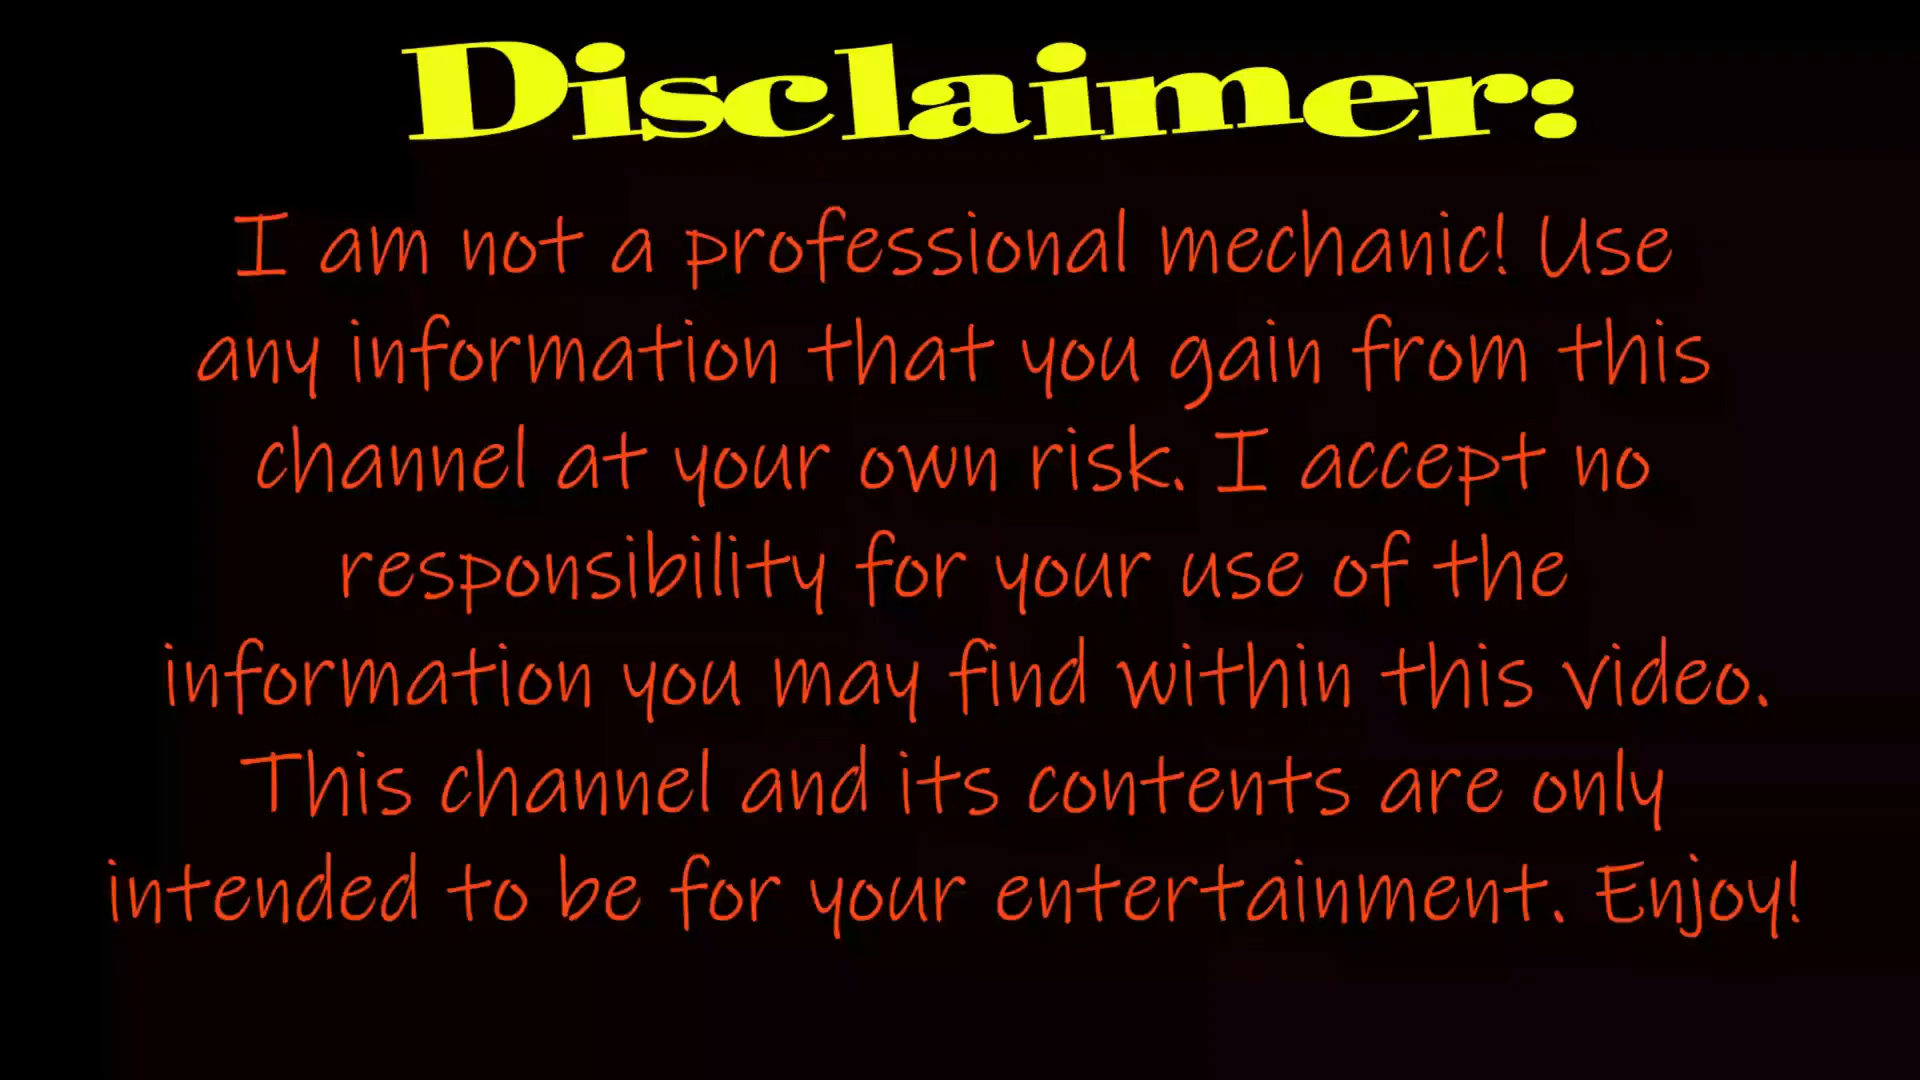 Disclaimer:
I am not a professional mechanic! Use
any information that you gain from this
channel at your own risk. I accept no
responsibility for your use of the
information you may find within this video.
This channel and its contents are only
intended to be for your entertainment. Enjoy!